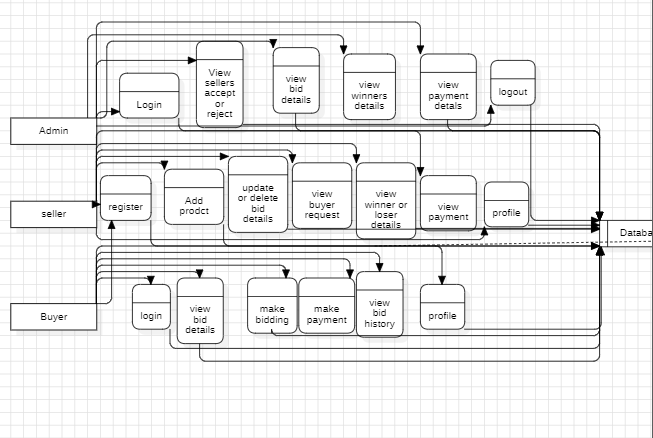 Admin
Login
View
sellers
accept
or
reject
view
bid
details
view
winners
details
view
payment
detals
logout
seller
register
Add
prodct
update
or delete
bid
details
view
buyer
request
view
winner or
loser
details
view
payment
profile
Databa
Buyer
login
view
bid
details
make
bidding
make
payment
view
bid
history
profile